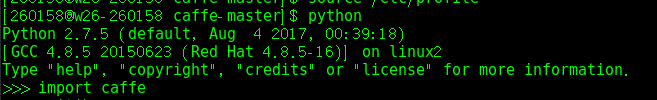 [260158@w26-260158 caffe-master]$ source /etc/profile
[260158@w26-260158 caffe-master]$ python
Python 2.7.5 (default, Aug  4 2017, 00:39:18)
[GCC 4.8.5 20150623 (Red Hat 4.8.5-16)] on linux2
Type "help", "copyright", "credits" or "license" for more information.
>>> import caffe